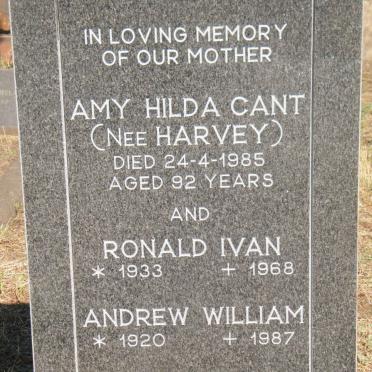 IN LOVING MEMORY
OF OUR MOTHER
AMY HILDA CANT
(NEE HARVEY)
DIED 24-4-1985
AGED 92 YEARS
AND
RONALD IVAN
* 1933 + 1968
ANDREW WILLIAM
* 1920 + 1987